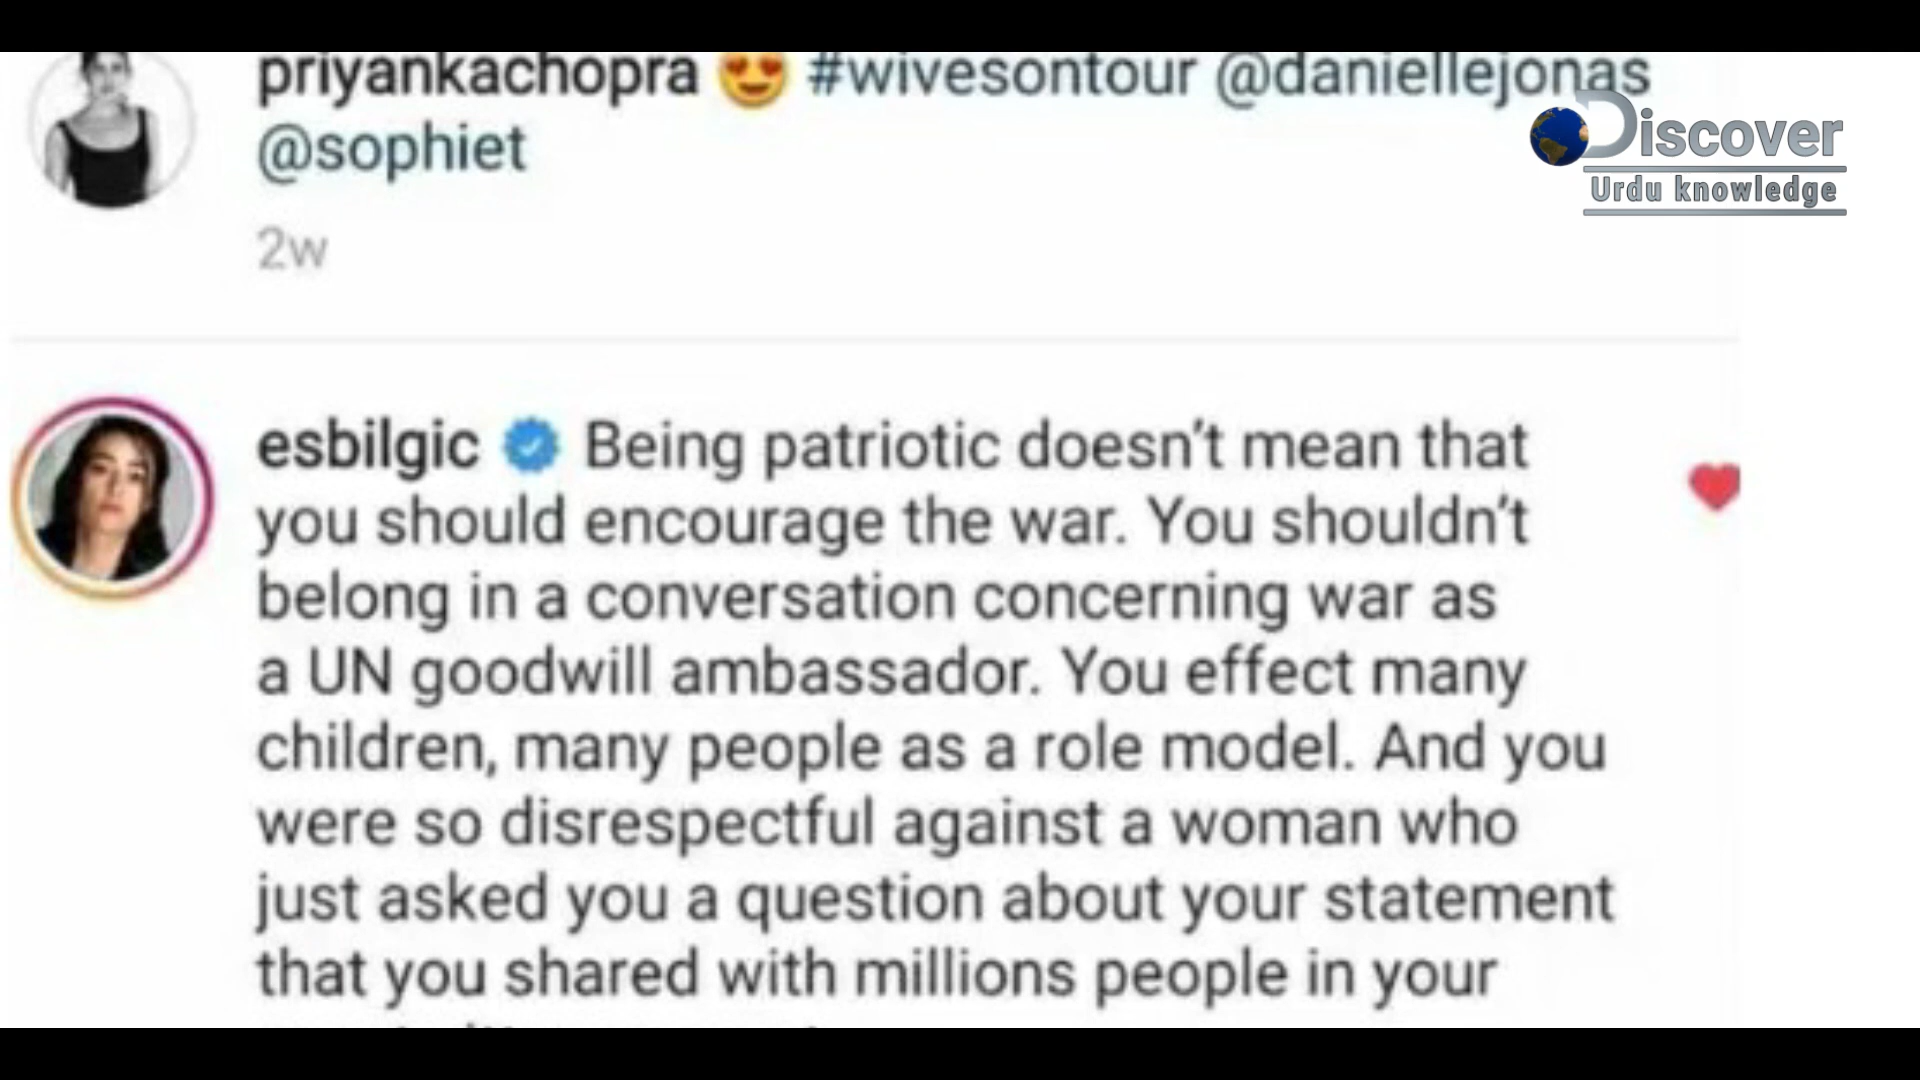 priyankachopra 😍 #wivesontour @daniellejonas
@sophiet
Discover
Urdu knowledge
2w
esbilgic Being patriotic doesn't mean that
you should encourage the war. You shouldn't
belong in a conversation concerning war as
a UN goodwill ambassador. You effect many
children, many people as a role model. And you
were so disrespectful against a woman who
just asked you a question about your statement
that you shared with millions people in your